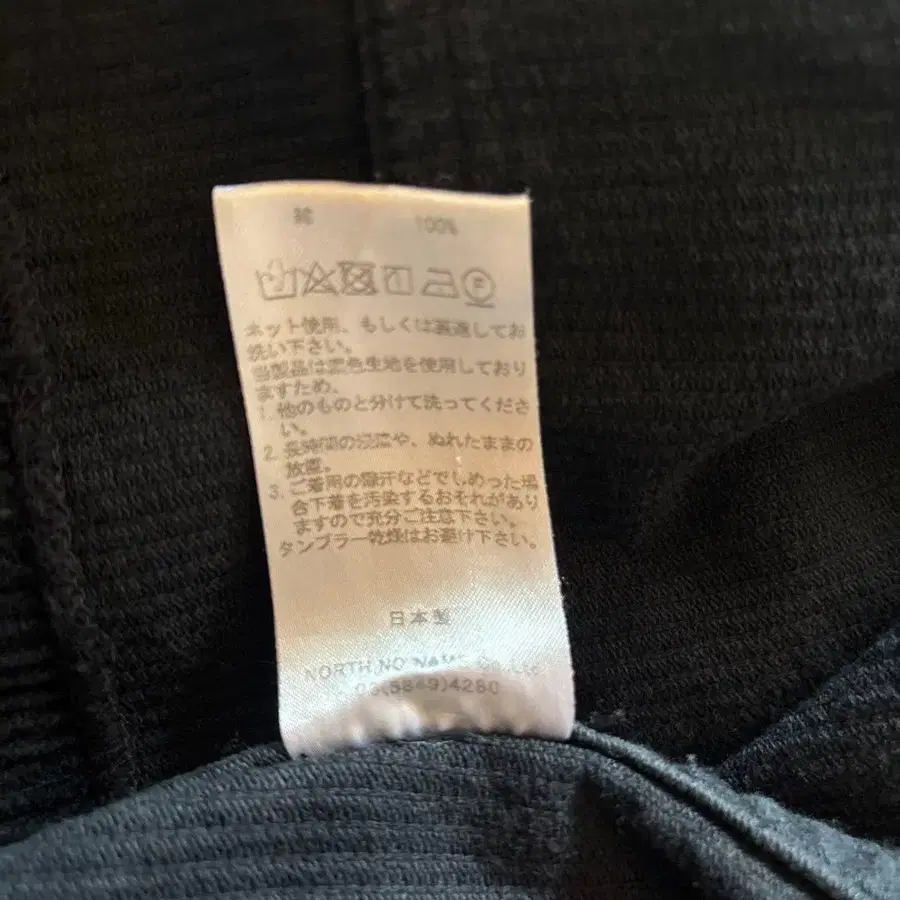 綿 100%
ネット使用、もしくは裏返してお
洗い下さい。
当製品は濃色生地を使用しており
ますため、
1. 他のものと分けて洗ってくださ
い。
2. 長時間の浸漬や、ぬれたままの
放置。
3. ご着用の際汗などでしめった場
合下着を汚染するおそれがあり
ますので充分ご注意下さい。
タンブラー乾燥はお避け下さい。
日本製
NORTH NO NAME Co.,Ltd.
(5849)4280